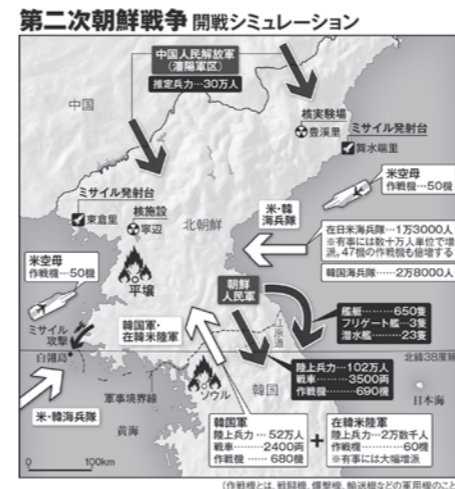 第二次朝鮮戦争 開戦シミュレーション
中国人民解放軍
(瀋陽軍区)
推定兵力…30万人
中国
核実験場
豊渓里
ミサイル発射台
舞水端里
米空母
作戦機…50機
ミサイル発射台
東倉里
核施設
寧辺
北朝鮮
米・韓
海兵隊
在日米海兵隊…1万3000人
※有事には数十万人単位で増
派。47機の作戦機も倍増する
韓国海兵隊……2万8000人
米空母
作戦機…50機
平壌
朝鮮
人民軍
艦艇………650隻
フリゲート艦…3隻
潜水艦………23隻
ミサイル
攻撃
白翎島
韓国軍・
在韓米陸軍
江原道
北緯38度線
陸上兵力…102万人
戦車………3500両
作戦機………690機
ソウル
韓国
日本海
軍事境界線
米・韓海兵隊
黄海
韓国軍
陸上兵力… 52万人
戦車………2400両
作戦機……680機
+
在韓米陸軍
陸上兵力…2万数千人
作戦機…………60機
※有事には大幅増派
0 100km
(作戦機とは、戦闘機、爆撃機、輸送機などの軍用機のこと